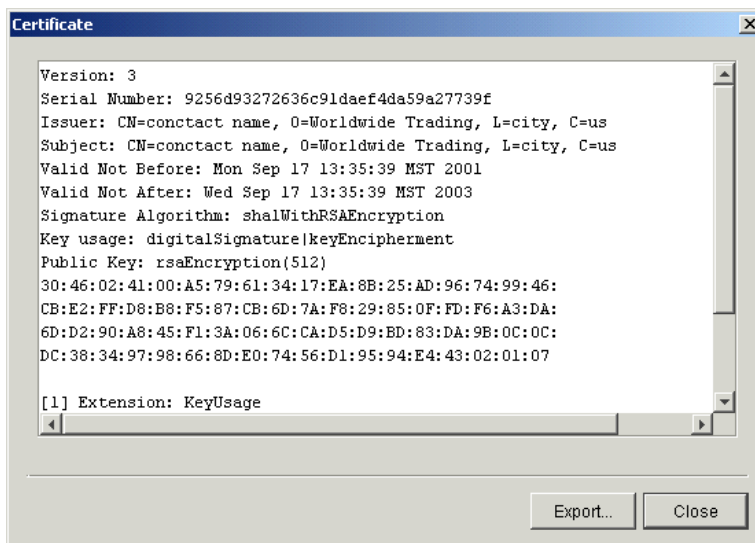 Certificate
Version: 3
Serial Number: 9256d93272636c91daef4da59a27739f
Issuer: CN=conctact name, O=Worldwide Trading, L=city, C=us
Subject: CN=conctact name, O=Worldwide Trading, L=city, C=us
Valid Not Before: Mon Sep 17 13:35:39 MST 2001
Valid Not After: Wed Sep 17 13:35:39 MST 2003
Signature Algorithm: sha1WithRSAEncryption
Key usage: digitalSignature|keyEncipherment
Public Key: rsaEncryption(512)
30:46:02:41:00:A5:79:61:34:17:EA:8B:25:AD:96:74:99:46:
CB:E2:FF:D8:B8:F5:87:CB:6D:7A:F8:29:85:0F:FD:F6:A3:DA:
6D:D2:90:A8:45:F1:3A:06:6C:CA:D5:D9:BD:83:DA:9B:0C:0C:
DC:38:34:97:98:66:8D:E0:74:56:D1:95:94:E4:43:02:01:07
[1] Extension: KeyUsage
Export...
Close